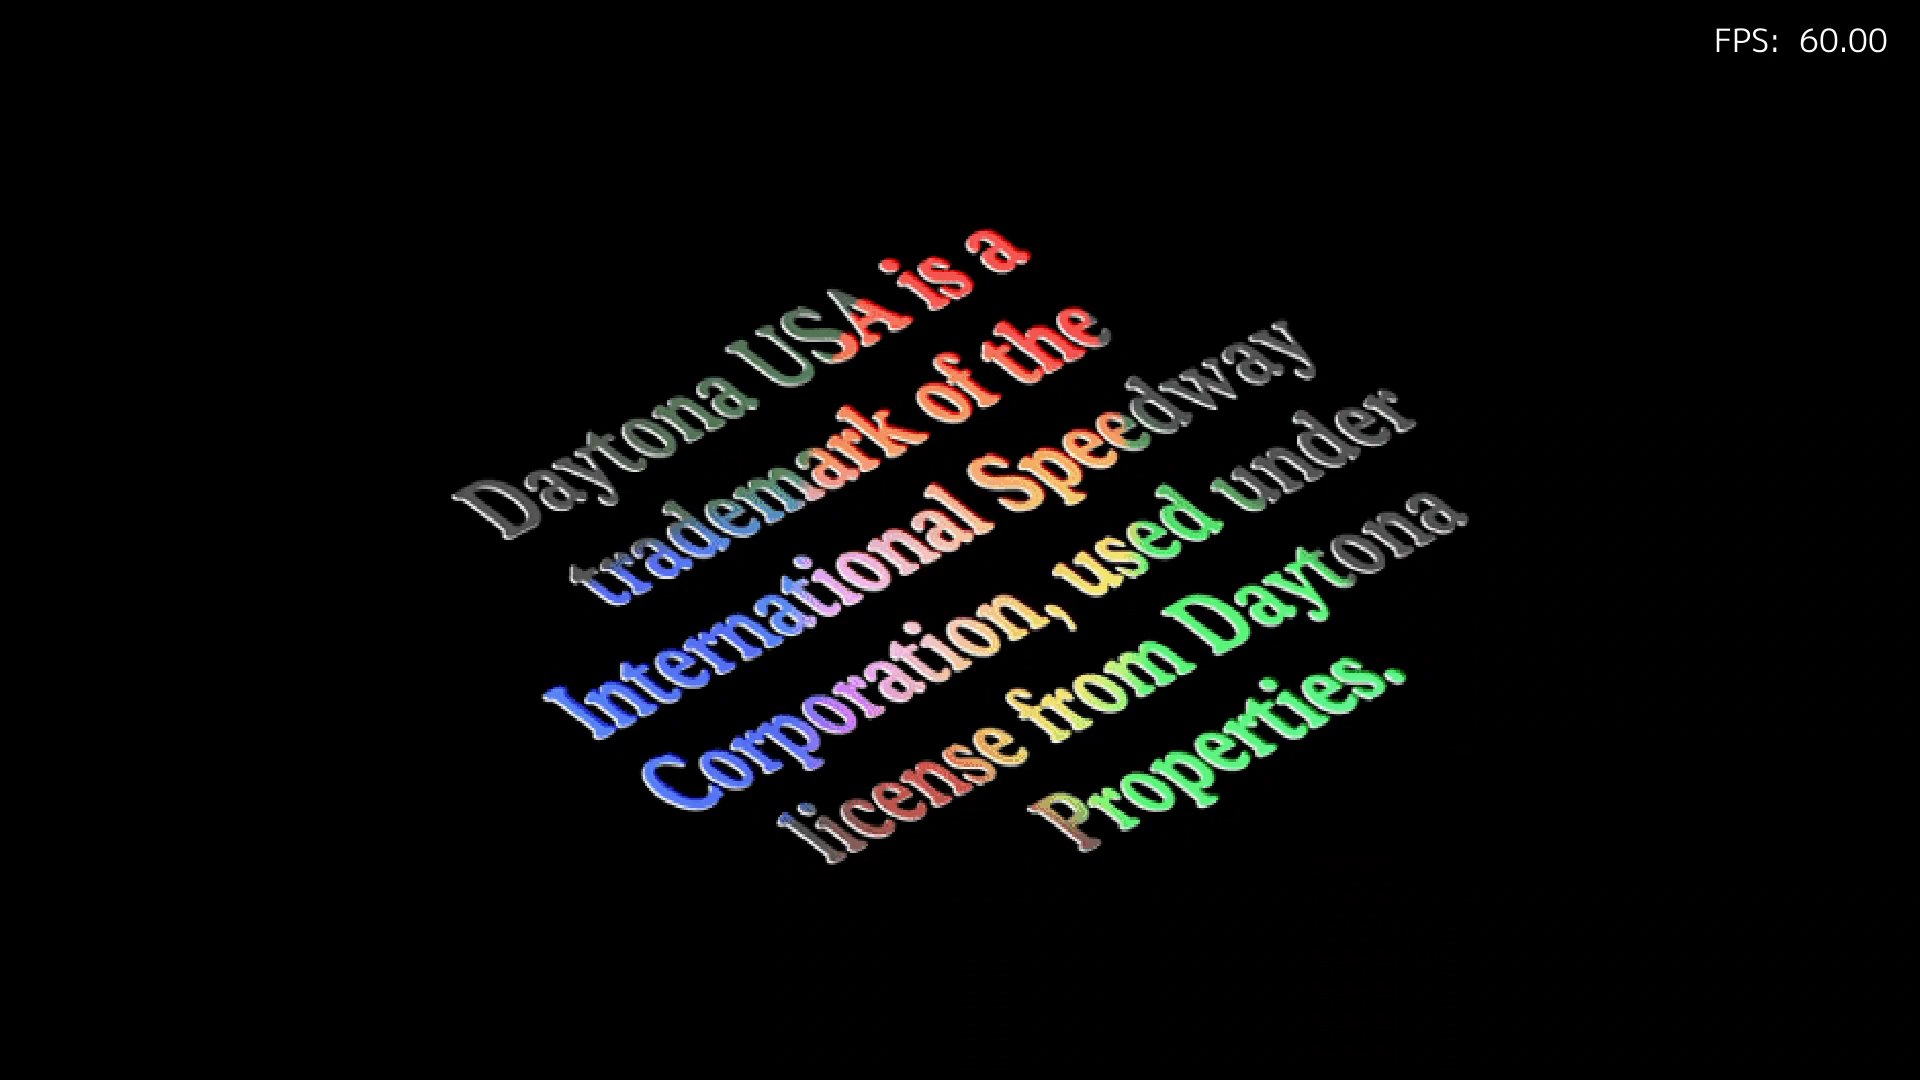 FPS: 60.00
Daytona USA is a
trademark of the
International Speedway
Corporation, used under
license from Daytona
Properties.